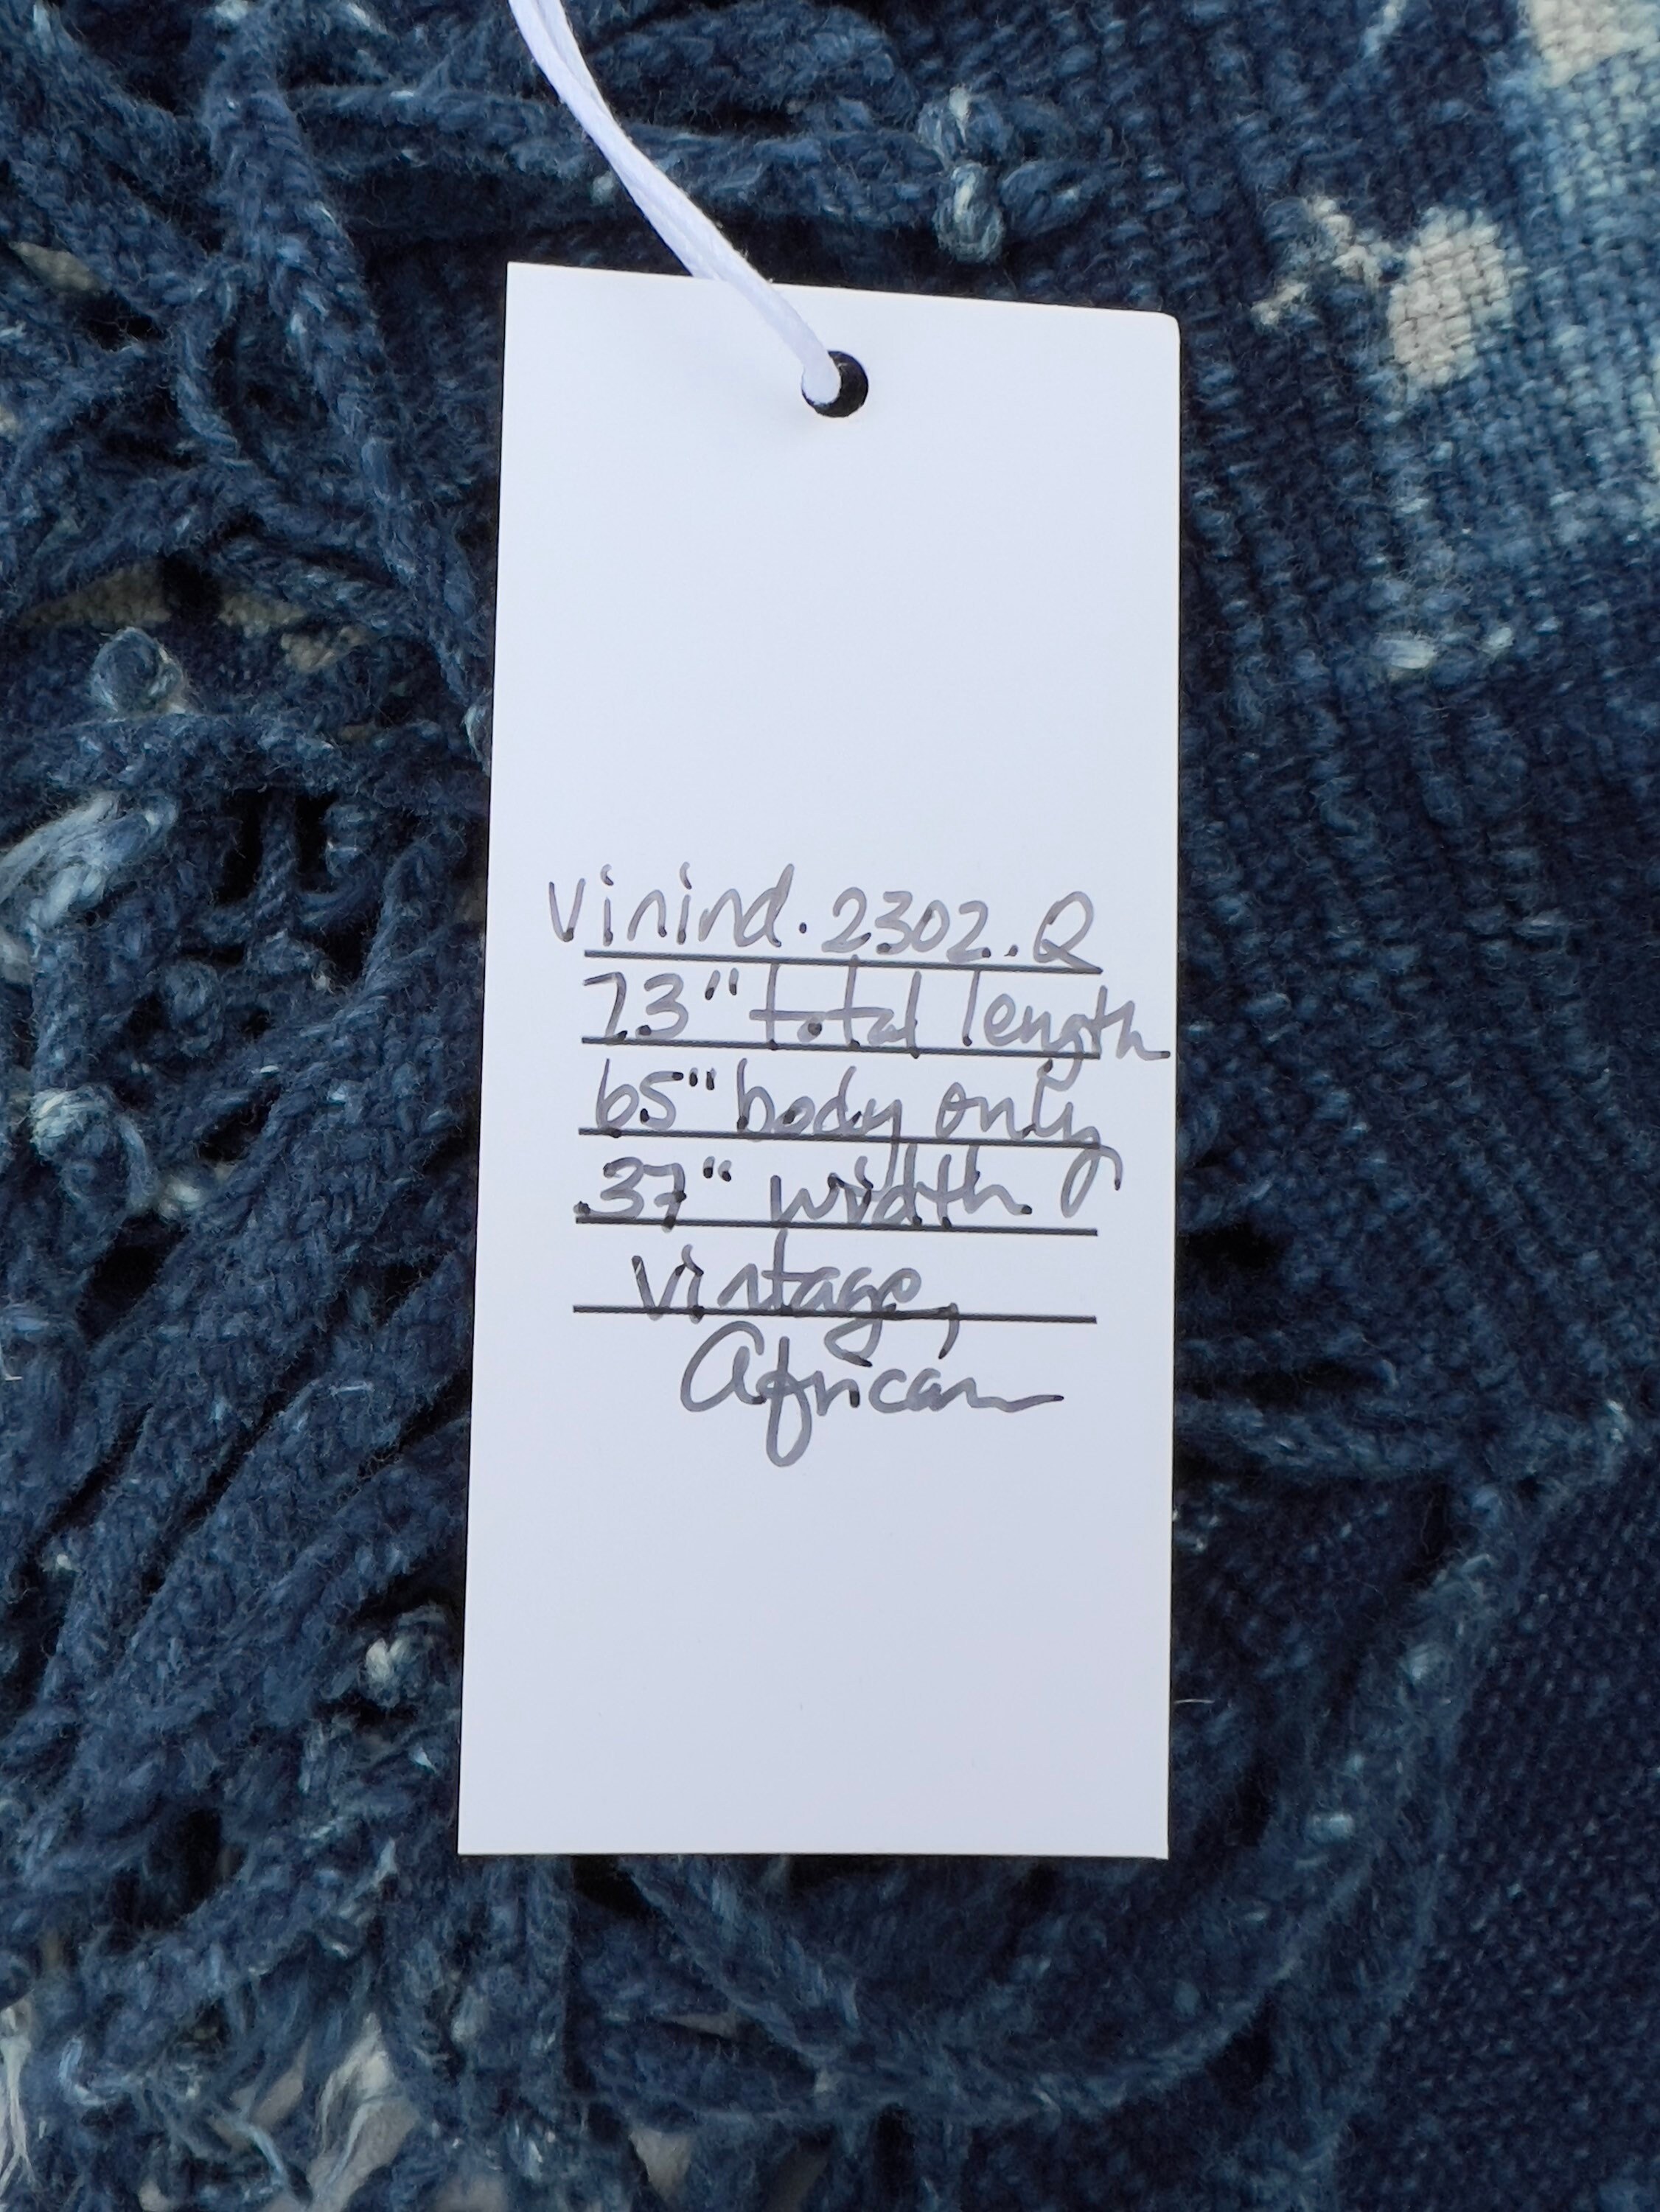 Vinind.2302.Q
73" total length
65" body only
37" width
Vintage,
African